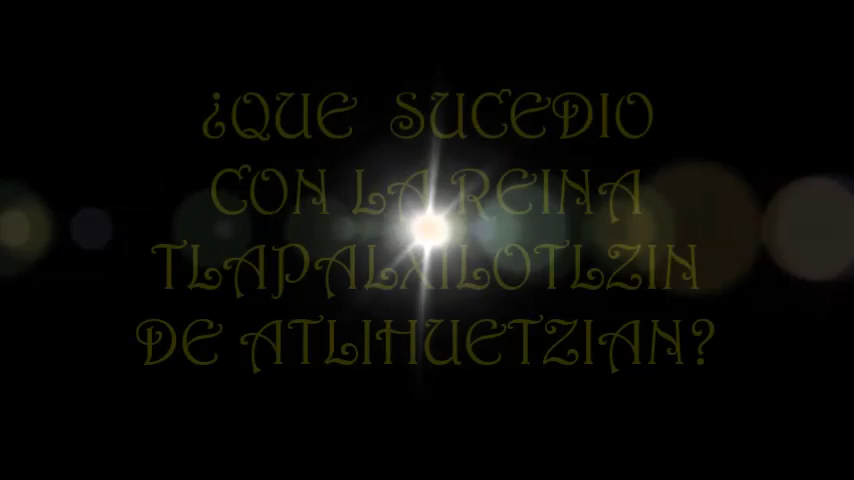 ¿QUE SUCEDIO
CON LA REINA
TLAPALXILOTLZIN
DE ATLIHUETZIAN?